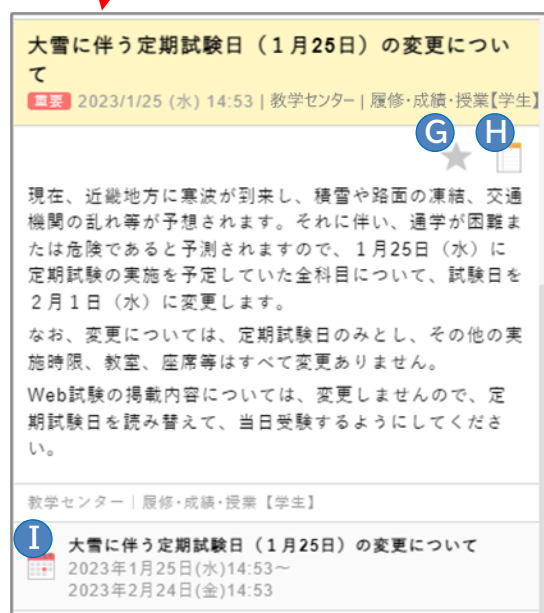 大雪に伴う定期試験日（１月25日）の変更につい
て
重要 2023/1/25 (水) 14:53 | 教学センター | 履修・成績・授業【学生】
G H
現在、近畿地方に寒波が到来し、積雪や路面の凍結、交通
機関の乱れ等が予想されます。それに伴い、通学が困難ま
たは危険であると予測されますので、１月25日（水）に
定期試験の実施を予定していた全科目について、試験日を
２月１日（水）に変更します。
なお、変更については、定期試験日のみとし、その他の実
施時限、教室、座席等はすべて変更ありません。
Web試験の掲載内容については、変更しませんので、定
期試験日を読み替えて、当日受験するようにしてくださ
い。
教学センター | 履修・成績・授業【学生】
I 大雪に伴う定期試験日（１月25日）の変更について
2023年1月25日(水)14:53～
2023年2月24日(金)14:53